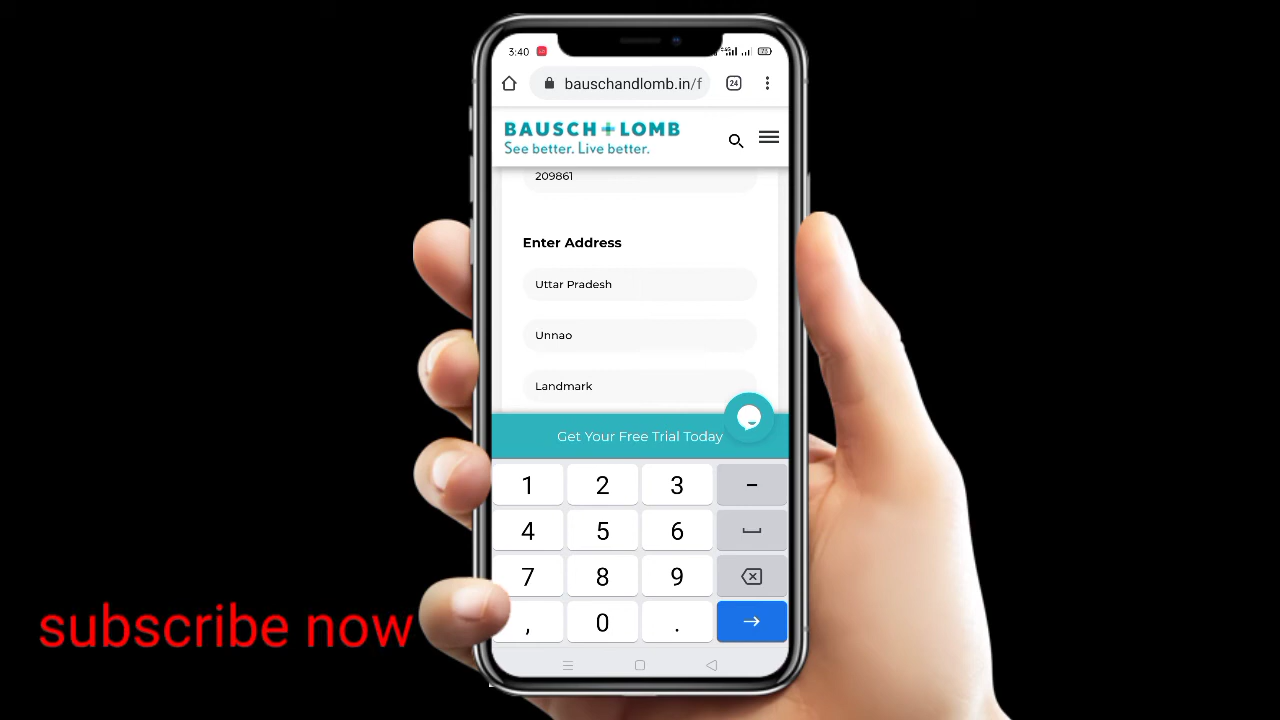 3:40
bauschandlomb.in/f
24
BAUSCH+LOMB
See better. Live better.
209861
Enter Address
Uttar Pradesh
Unnao
Landmark
Get Your Free Trial Today
1 2 3 -
4 5 6
7 8 9
, 0 .
subscribe now